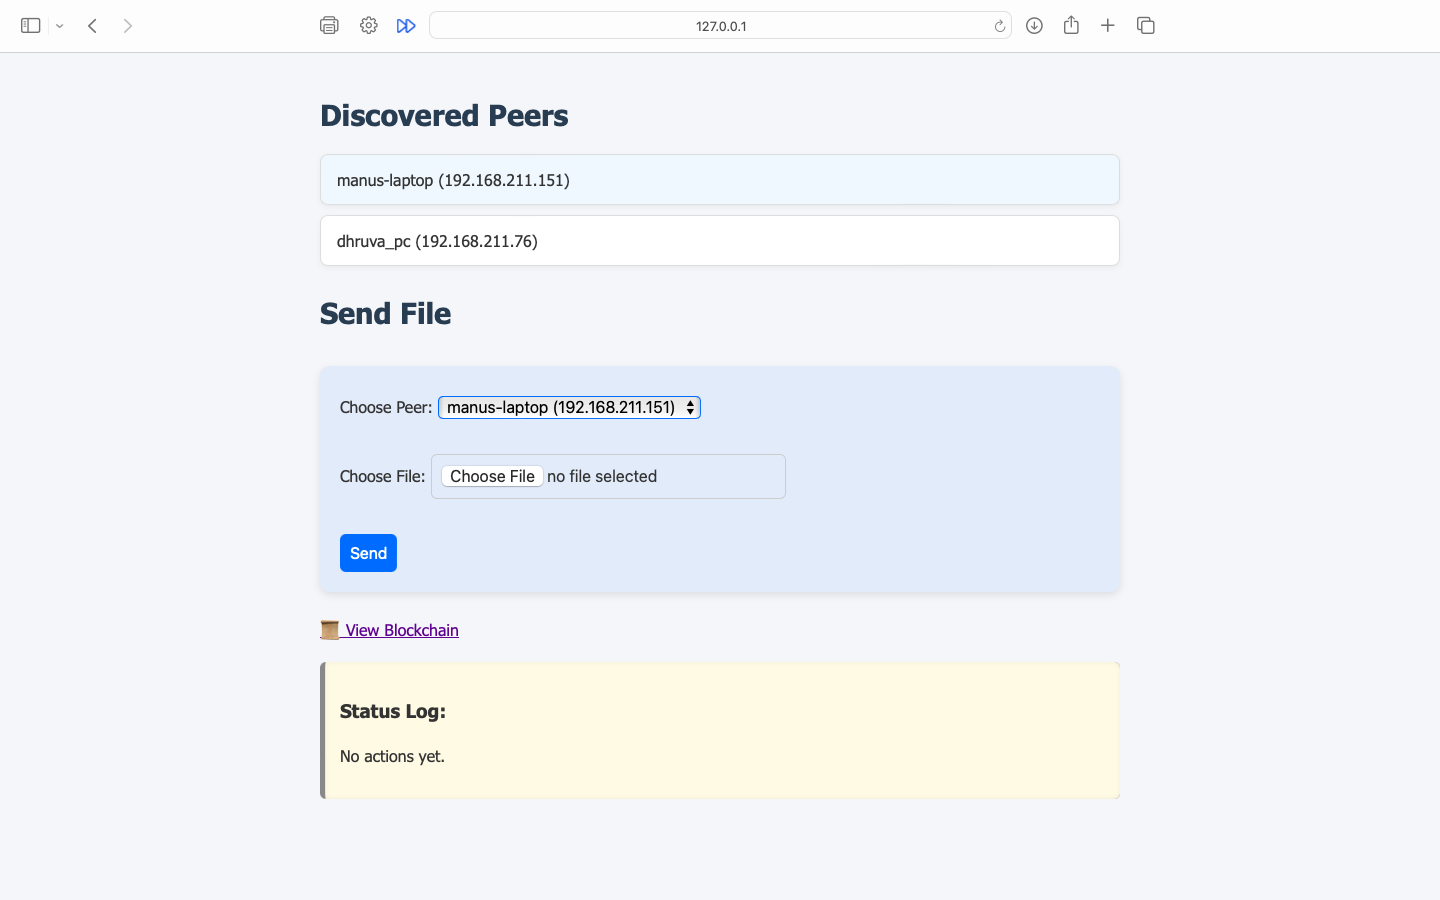 127.0.0.1
Discovered Peers
manus-laptop (192.168.211.151)
dhruva_pc (192.168.211.76)
Send File
Choose Peer: manus-laptop (192.168.211.151)
Choose File: Choose File no file selected
Send
View Blockchain
Status Log:
No actions yet.